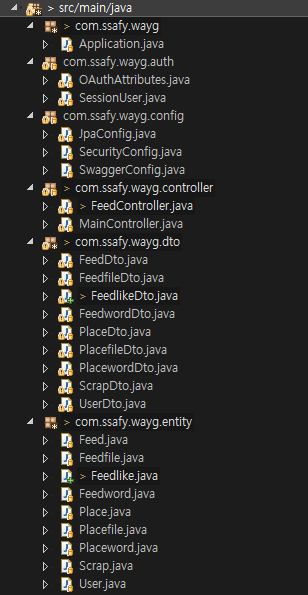 > src/main/java
> com.ssafy.wayg
Application.java
com.ssafy.wayg.auth
OAuthAttributes.java
SessionUser.java
com.ssafy.wayg.config
JpaConfig.java
SecurityConfig.java
SwaggerConfig.java
> com.ssafy.wayg.controller
> FeedController.java
MainController.java
> com.ssafy.wayg.dto
FeedDto.java
FeedfileDto.java
> FeedlikeDto.java
FeedwordDto.java
PlaceDto.java
PlacefileDto.java
PlacewordDto.java
ScrapDto.java
UserDto.java
> com.ssafy.wayg.entity
Feed.java
Feedfile.java
> Feedlike.java
Feedword.java
Place.java
Placefile.java
Placeword.java
Scrap.java
User.java